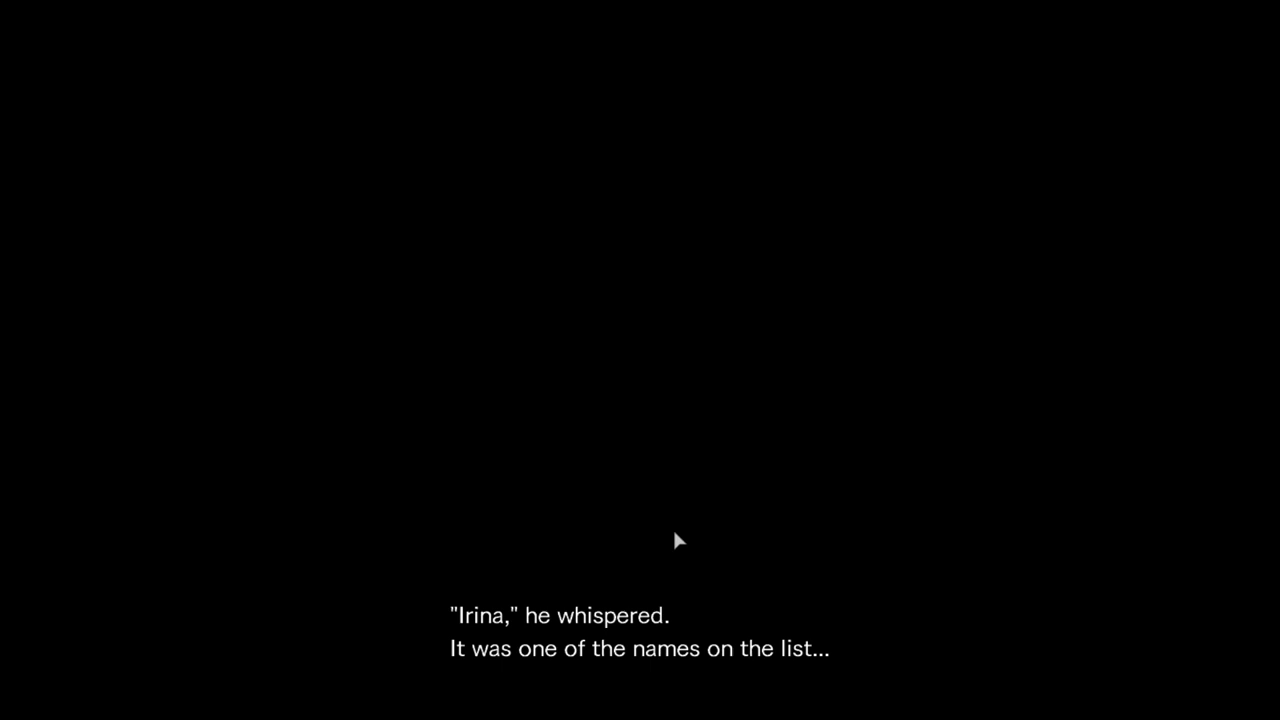 "Irina," he whispered.
It was one of the names on the list...